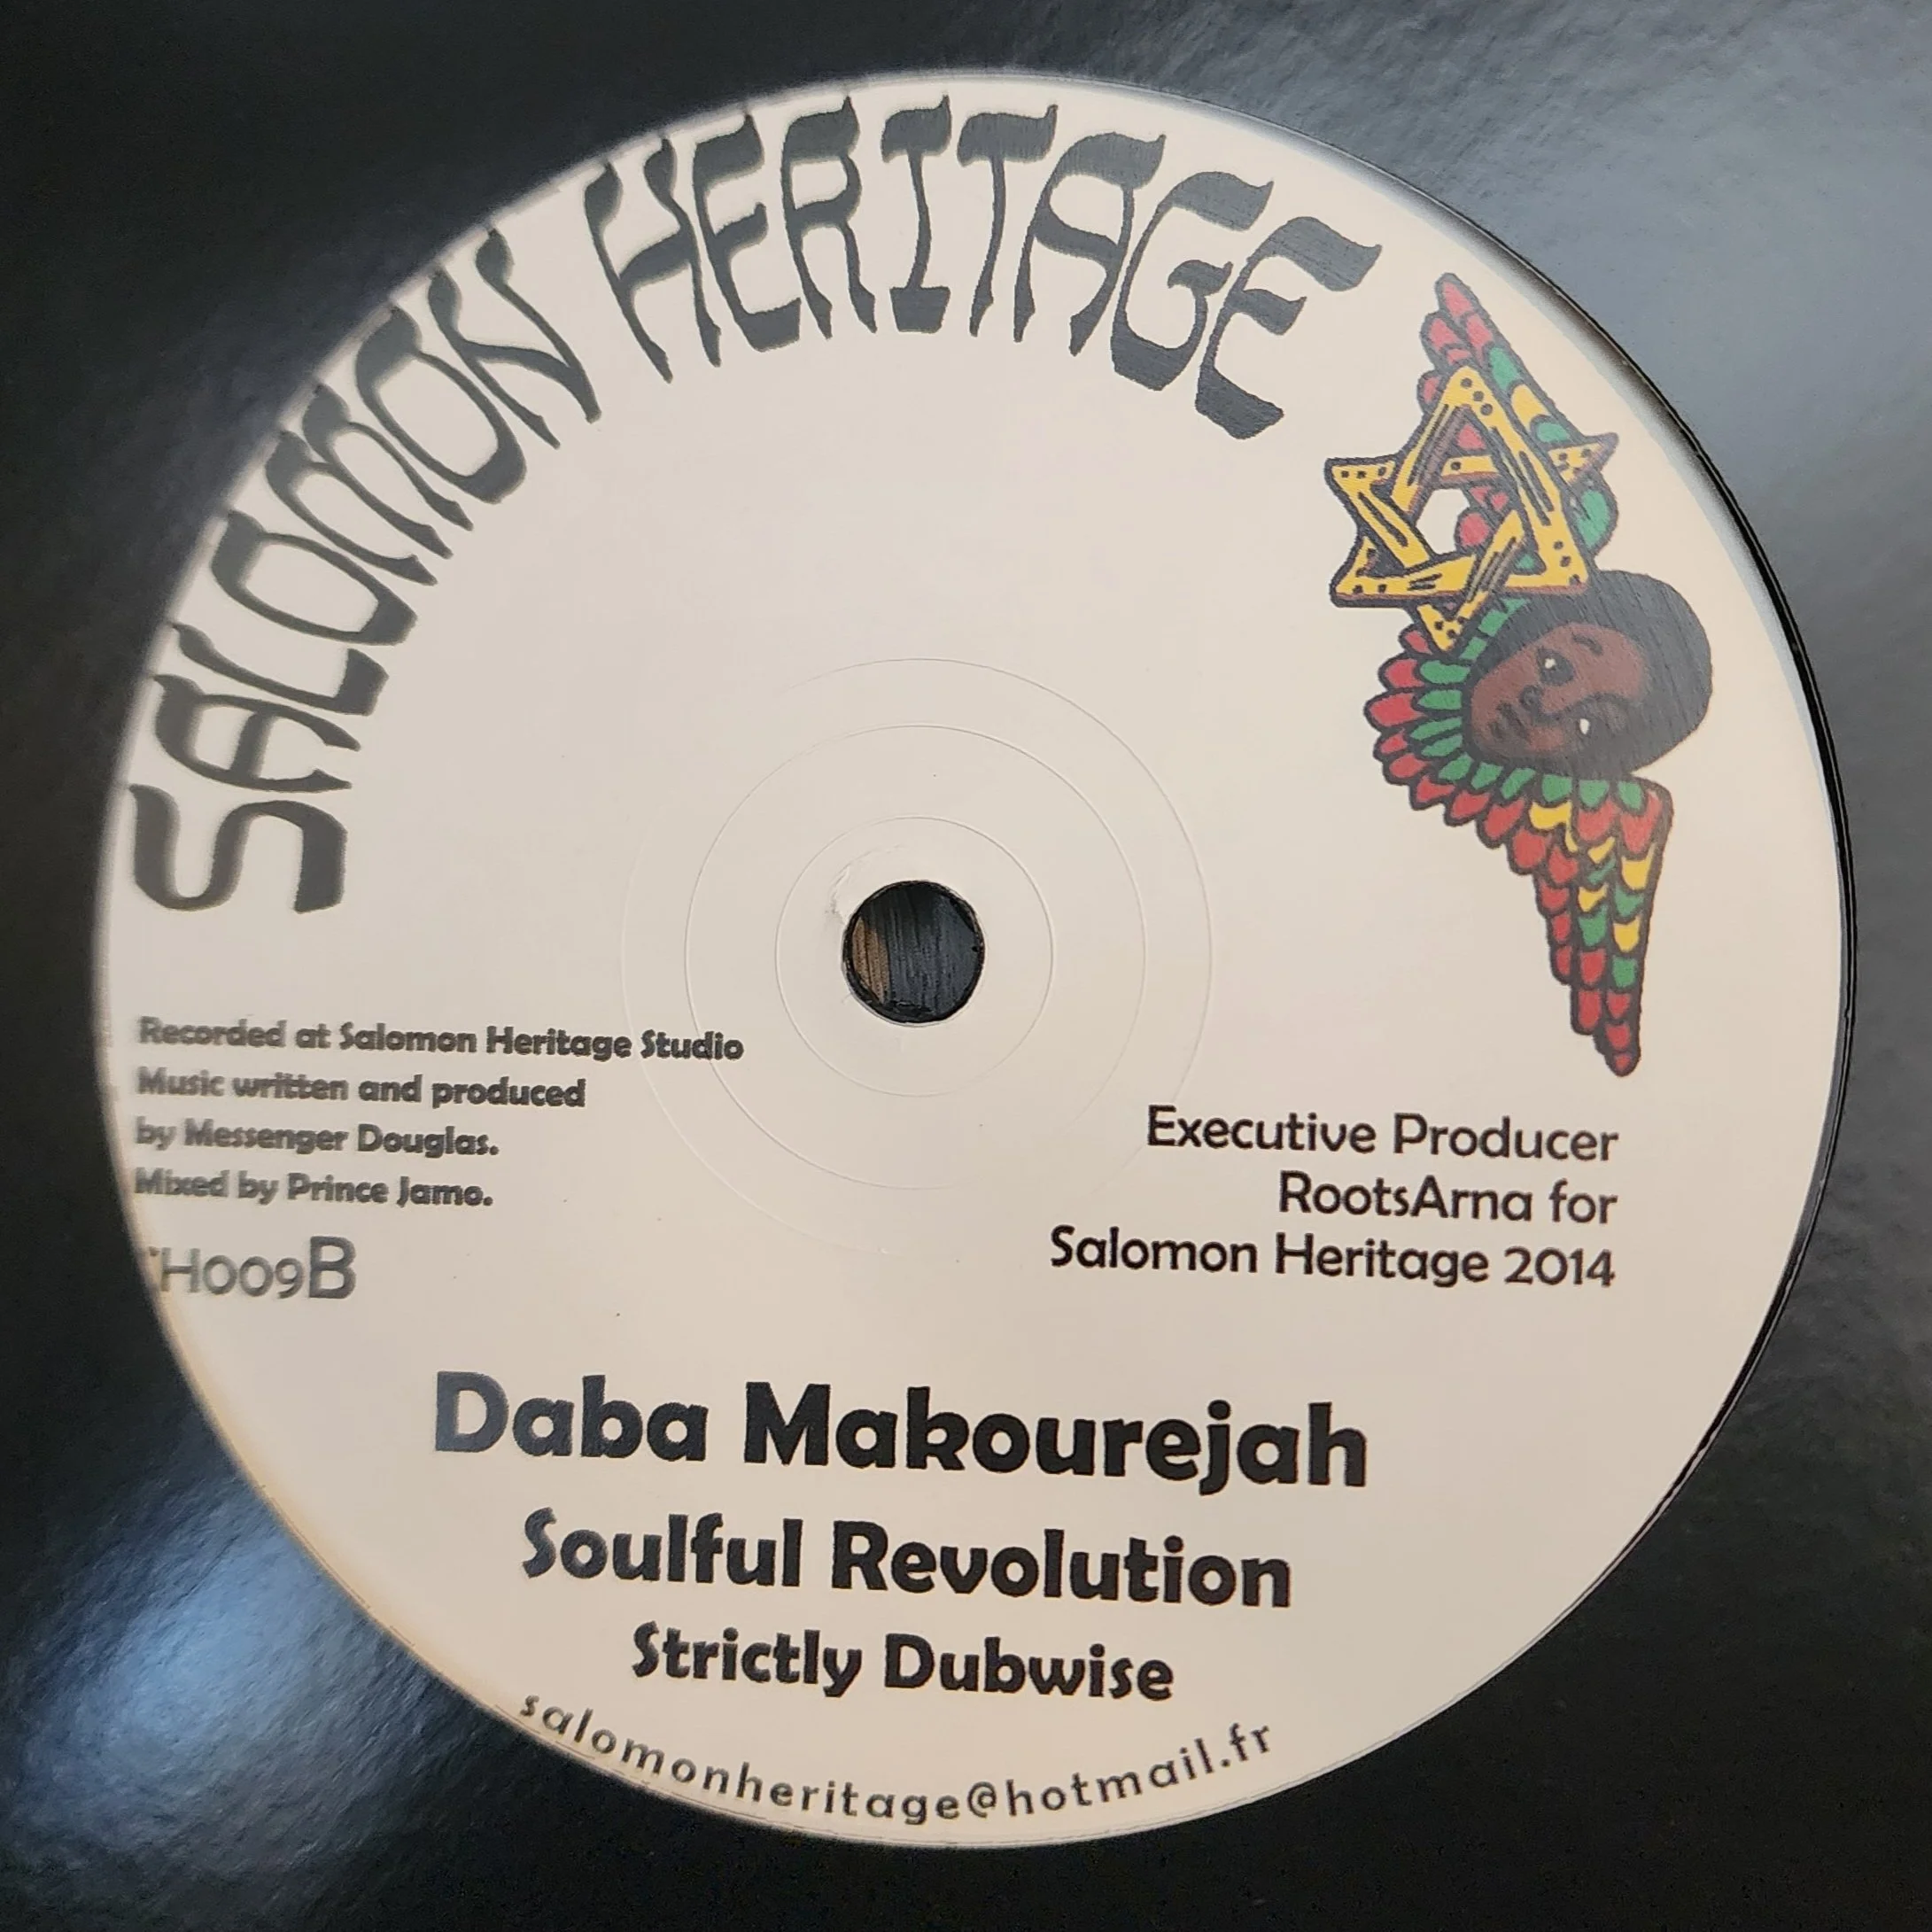 SALOMON HERITAGE
Recorded at Salomon Heritage Studio
Music written and produced
by Messenger Douglas.
Mixed by Prince Jamo.
H009B
Executive Producer
RootsArna for
Salomon Heritage 2014
Daba Makourejah
Soulful Revolution
Strictly Dubwise
salomonheritage@hotmail.fr